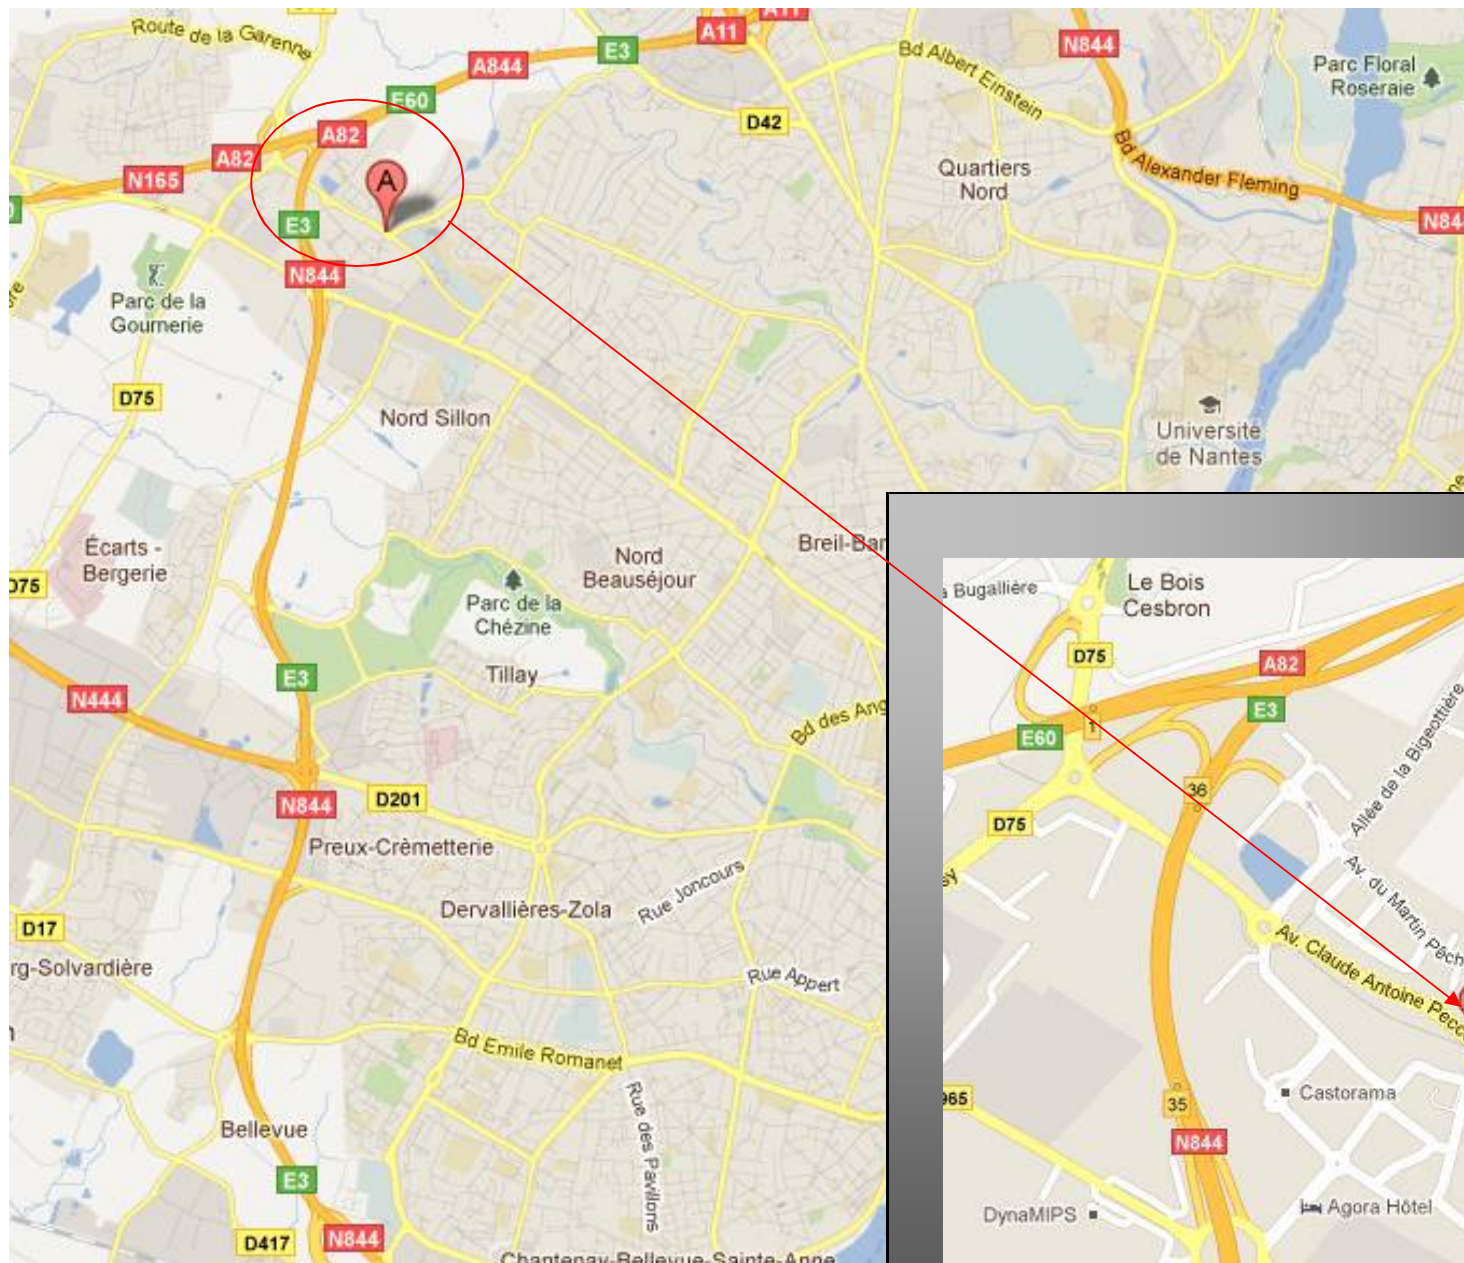 Route de la Garenne
A11
A11
E3
A844
E60
N844
Bd Albert Einstein
Parc Floral
Roseraie
D42
A82
A82
N165
A
E3
N844
Bd Alexander Fleming
Quartiers
Nord
N84
Parc de la
Gournerie
D75
Nord Sillon
Universite
de Nantes
Écarts -
Bergerie
D75
Nord
Beauséjour
Breil-Bar
Parc de la
Chézine
Tillay
E3
N444
Bd des Ang
N844
D201
Preux-Crèmetterie
Rue Joncours
Dervallières-Zola
D17
rg-Solvardière
Rue Appert
Bd Emile Romanet
Rue des Pavillons
Bellevue
E3
D417
N844
Chantenay-Bellevue-Sainte-Anne
Bugallière
Le Bois
Cesbron
D75
A82
E3
E60
1
36
D75
Allée de la Bigeottière
Av. du Martin Pêch
Av. Claude Antoine Pecc
965
35
Castorama
N844
DynaMIPS
Agora Hôtel